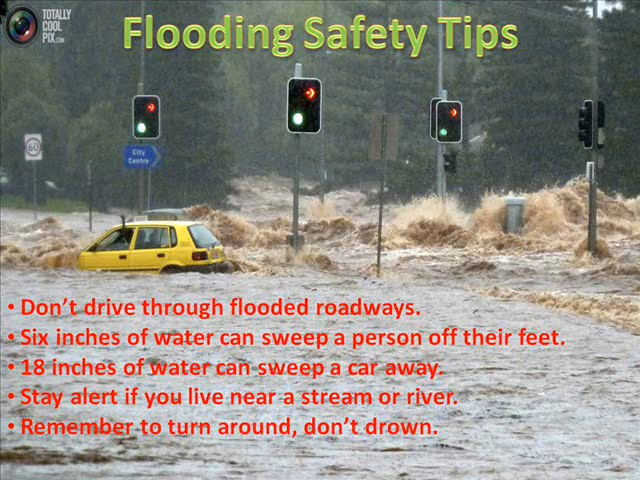 TOTALLY
COOL
PIX.COM
Flooding Safety Tips
60
City
Centre
• Don't drive through flooded roadways.
• Six inches of water can sweep a person off their feet.
• 18 inches of water can sweep a car away.
• Stay alert if you live near a stream or river.
• Remember to turn around, don't drown.